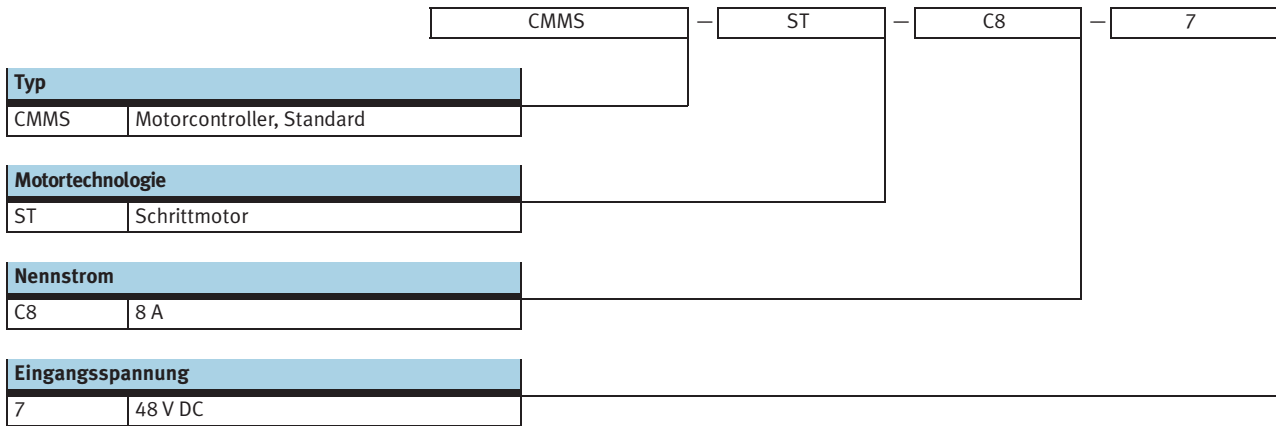 CMMS — ST — C8 — 7
Typ
CMMS Motorcontroller, Standard
Motortechnologie
ST Schrittmotor
Nennstrom
C8 8 A
Eingangsspannung
7 48 V DC